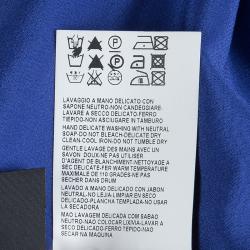 LAVAGGIO A MANO DELICATO CON
SAPONE NEUTRO-NON CANDEGGIARE.
LAVARE A SECCO DELICATO.FERRO
TIEPIDO-NON ASCIUGARE IN TAMBURO
HAND DELICATE WASHING WITH NEUTRAL
SOAP-DO NOT BLEACH-DELICATE DRY
CLEAN-COOL IRON-DO NOT TUMBLE DRY
GENTLE LAVAGE DES MAINS AVEC UN
SAVON DOUX-NE PAS UTILISER
D'AGENT DE BLANCHIMENT.NETTOYAGE A
SEC DELICATE-FER WARM TEMPERATURE
MAXIMALE DE 110 GRADES-NE PAS
SECHER DANS DRUM
LAVADO A MANO DELICADO CON JABON
NEUTRAL-NO LEJIA-LIMPIAR EN SECO
DELICADO-PLANCHA TEMPLADA-NO USAR
LA SECADORA
MAO LAVAGEM DELICADA COM SABAO
NEUTRO-NAO COLOCAR LIXIVIA-LAVAR A
SECAR NA MAQUINA